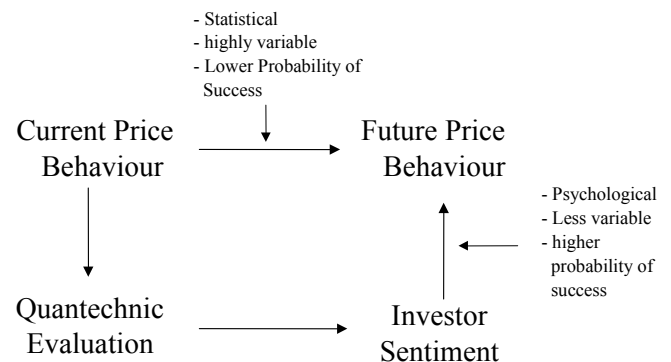 - Statistical
- highly variable
- Lower Probability of
Success
Current Price
Behaviour
Future Price
Behaviour
- Psychological
- Less variable
- higher
probability of
success
Quantechnic
Evaluation
Investor
Sentiment